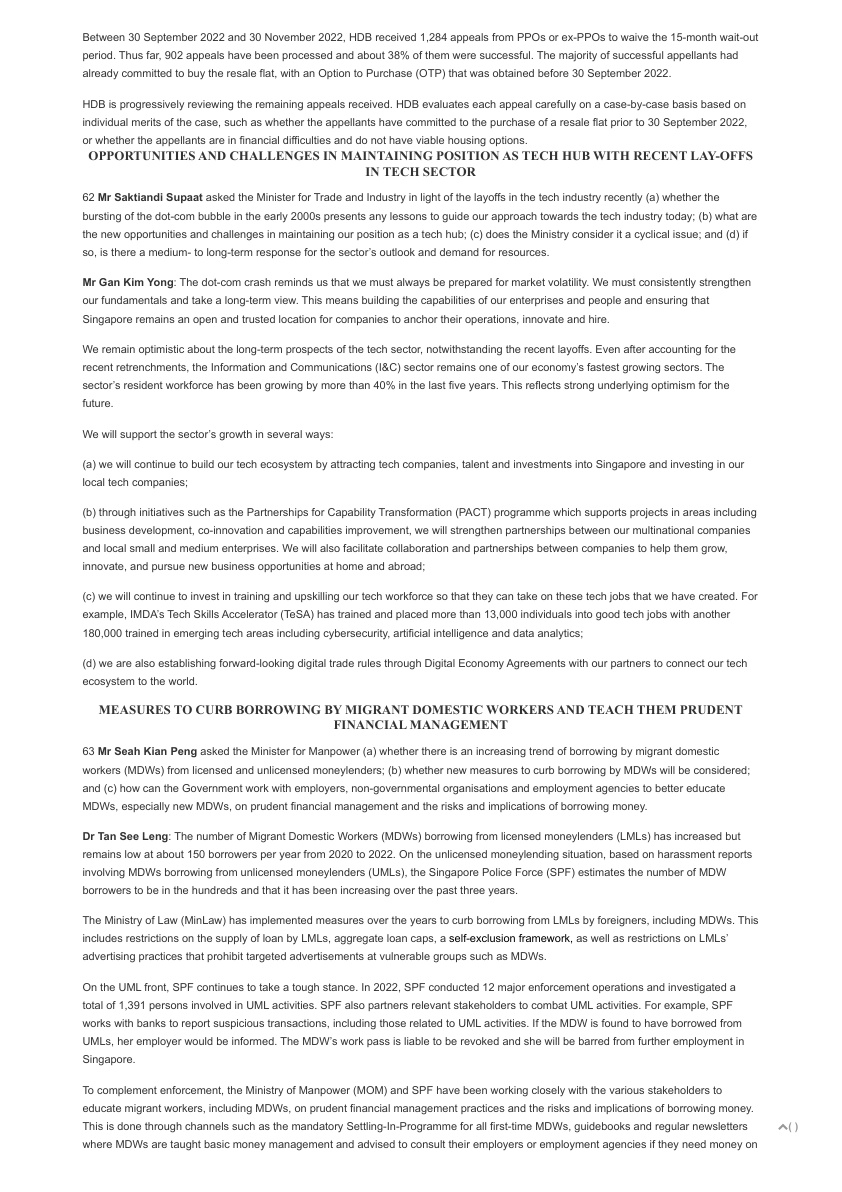 Between 30 September 2022 and 30 November 2022, HDB received 1,284 appeals from PPOs or ex-PPOs to waive the 15-month wait-out
period. Thus far, 902 appeals have been processed and about 38% of them were successful. The majority of successful appellants had
already committed to buy the resale flat, with an Option to Purchase (OTP) that was obtained before 30 September 2022.
HDB is progressively reviewing the remaining appeals received. HDB evaluates each appeal carefully on a case-by-case basis based on
individual merits of the case, such as whether the appellants have committed to the purchase of a resale flat prior to 30 September 2022,
or whether the appellants are in financial difficulties and do not have viable housing options.
OPPORTUNITIES AND CHALLENGES IN MAINTAINING POSITION AS TECH HUB WITH RECENT LAY-OFFS
IN TECH SECTOR
62 Mr Saktiandi Supaat asked the Minister for Trade and Industry in light of the layoffs in the tech industry recently (a) whether the
bursting of the dot-com bubble in the early 2000s presents any lessons to guide our approach towards the tech industry today; (b) what are
the new opportunities and challenges in maintaining our position as a tech hub; (c) does the Ministry consider it a cyclical issue; and (d) if
so, is there a medium- to long-term response for the sector's outlook and demand for resources.
Mr Gan Kim Yong: The dot-com crash reminds us that we must always be prepared for market volatility. We must consistently strengthen
our fundamentals and take a long-term view. This means building the capabilities of our enterprises and people and ensuring that
Singapore remains an open and trusted location for companies to anchor their operations, innovate and hire.
We remain optimistic about the long-term prospects of the tech sector, notwithstanding the recent layoffs. Even after accounting for the
recent retrenchments, the Information and Communications (I&C) sector remains one of our economy's fastest growing sectors. The
sector's resident workforce has been growing by more than 40% in the last five years. This reflects strong underlying optimism for the
future.
We will support the sector's growth in several ways:
(a) we will continue to build our tech ecosystem by attracting tech companies, talent and investments into Singapore and investing in our
local tech companies;
(b) through initiatives such as the Partnerships for Capability Transformation (PACT) programme which supports projects in areas including
business development, co-innovation and capabilities improvement, we will strengthen partnerships between our multinational companies
and local small and medium enterprises. We will also facilitate collaboration and partnerships between companies to help them grow,
innovate, and pursue new business opportunities at home and abroad;
(c) we will continue to invest in training and upskilling our tech workforce so that they can take on these tech jobs that we have created. For
example, IMDA's Tech Skills Accelerator (TeSA) has trained and placed more than 13,000 individuals into good tech jobs with another
180,000 trained in emerging tech areas including cybersecurity, artificial intelligence and data analytics;
(d) we are also establishing forward-looking digital trade rules through Digital Economy Agreements with our partners to connect our tech
ecosystem to the world.
MEASURES TO CURB BORROWING BY MIGRANT DOMESTIC WORKERS AND TEACH THEM PRUDENT
FINANCIAL MANAGEMENT
63 Mr Seah Kian Peng asked the Minister for Manpower (a) whether there is an increasing trend of borrowing by migrant domestic
workers (MDWs) from licensed and unlicensed moneylenders; (b) whether new measures to curb borrowing by MDWs will be considered;
and (c) how can the Government work with employers, non-governmental organisations and employment agencies to better educate
MDWs, especially new MDWs, on prudent financial management and the risks and implications of borrowing money.
Dr Tan See Leng: The number of Migrant Domestic Workers (MDWs) borrowing from licensed moneylenders (LMLs) has increased but
remains low at about 150 borrowers per year from 2020 to 2022. On the unlicensed moneylending situation, based on harassment reports
involving MDWs borrowing from unlicensed moneylenders (UMLs), the Singapore Police Force (SPF) estimates the number of MDW
borrowers to be in the hundreds and that it has been increasing over the past three years.
The Ministry of Law (MinLaw) has implemented measures over the years to curb borrowing from LMLs by foreigners, including MDWs. This
includes restrictions on the supply of loan by LMLs, aggregate loan caps, a self-exclusion framework, as well as restrictions on LMLs'
advertising practices that prohibit targeted advertisements at vulnerable groups such as MDWs.
On the UML front, SPF continues to take a tough stance. In 2022, SPF conducted 12 major enforcement operations and investigated a
total of 1,391 persons involved in UML activities. SPF also partners relevant stakeholders to combat UML activities. For example, SPF
works with banks to report suspicious transactions, including those related to UML activities. If the MDW is found to have borrowed from
UMLs, her employer would be informed. The MDW's work pass is liable to be revoked and she will be barred from further employment in
Singapore.
To complement enforcement, the Ministry of Manpower (MOM) and SPF have been working closely with the various stakeholders to
educate migrant workers, including MDWs, on prudent financial management practices and the risks and implications of borrowing money.
This is done through channels such as the mandatory Settling-In-Programme for all first-time MDWs, guidebooks and regular newsletters
where MDWs are taught basic money management and advised to consult their employers or employment agencies if they need money on
( )